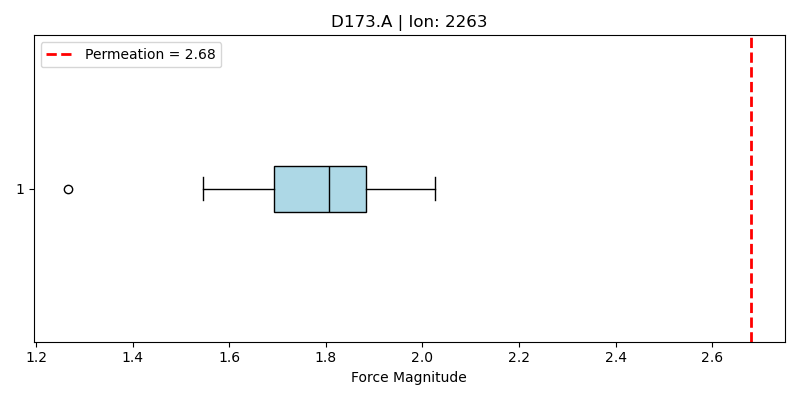 D173.A | Ion: 2263
Permeation = 2.68
1
1.2 1.4 1.6 1.8 2.0 2.2 2.4 2.6
Force Magnitude